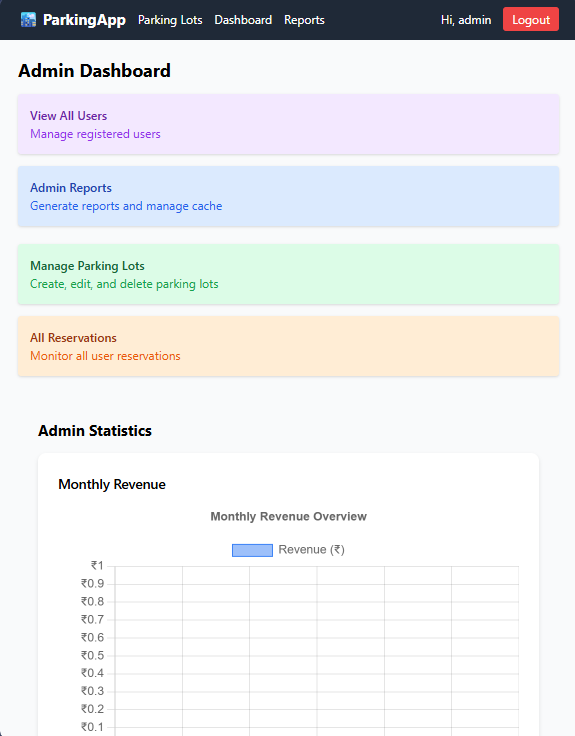 ParkingApp Parking Lots Dashboard Reports Hi, admin Logout
Admin Dashboard
View All Users
Manage registered users
Admin Reports
Generate reports and manage cache
Manage Parking Lots
Create, edit, and delete parking lots
All Reservations
Monitor all user reservations
Admin Statistics
Monthly Revenue
Monthly Revenue Overview
Revenue (₹)
₹1
₹0.9
₹0.8
₹0.7
₹0.6
₹0.5
₹0.4
₹0.3
₹0.2
₹0.1